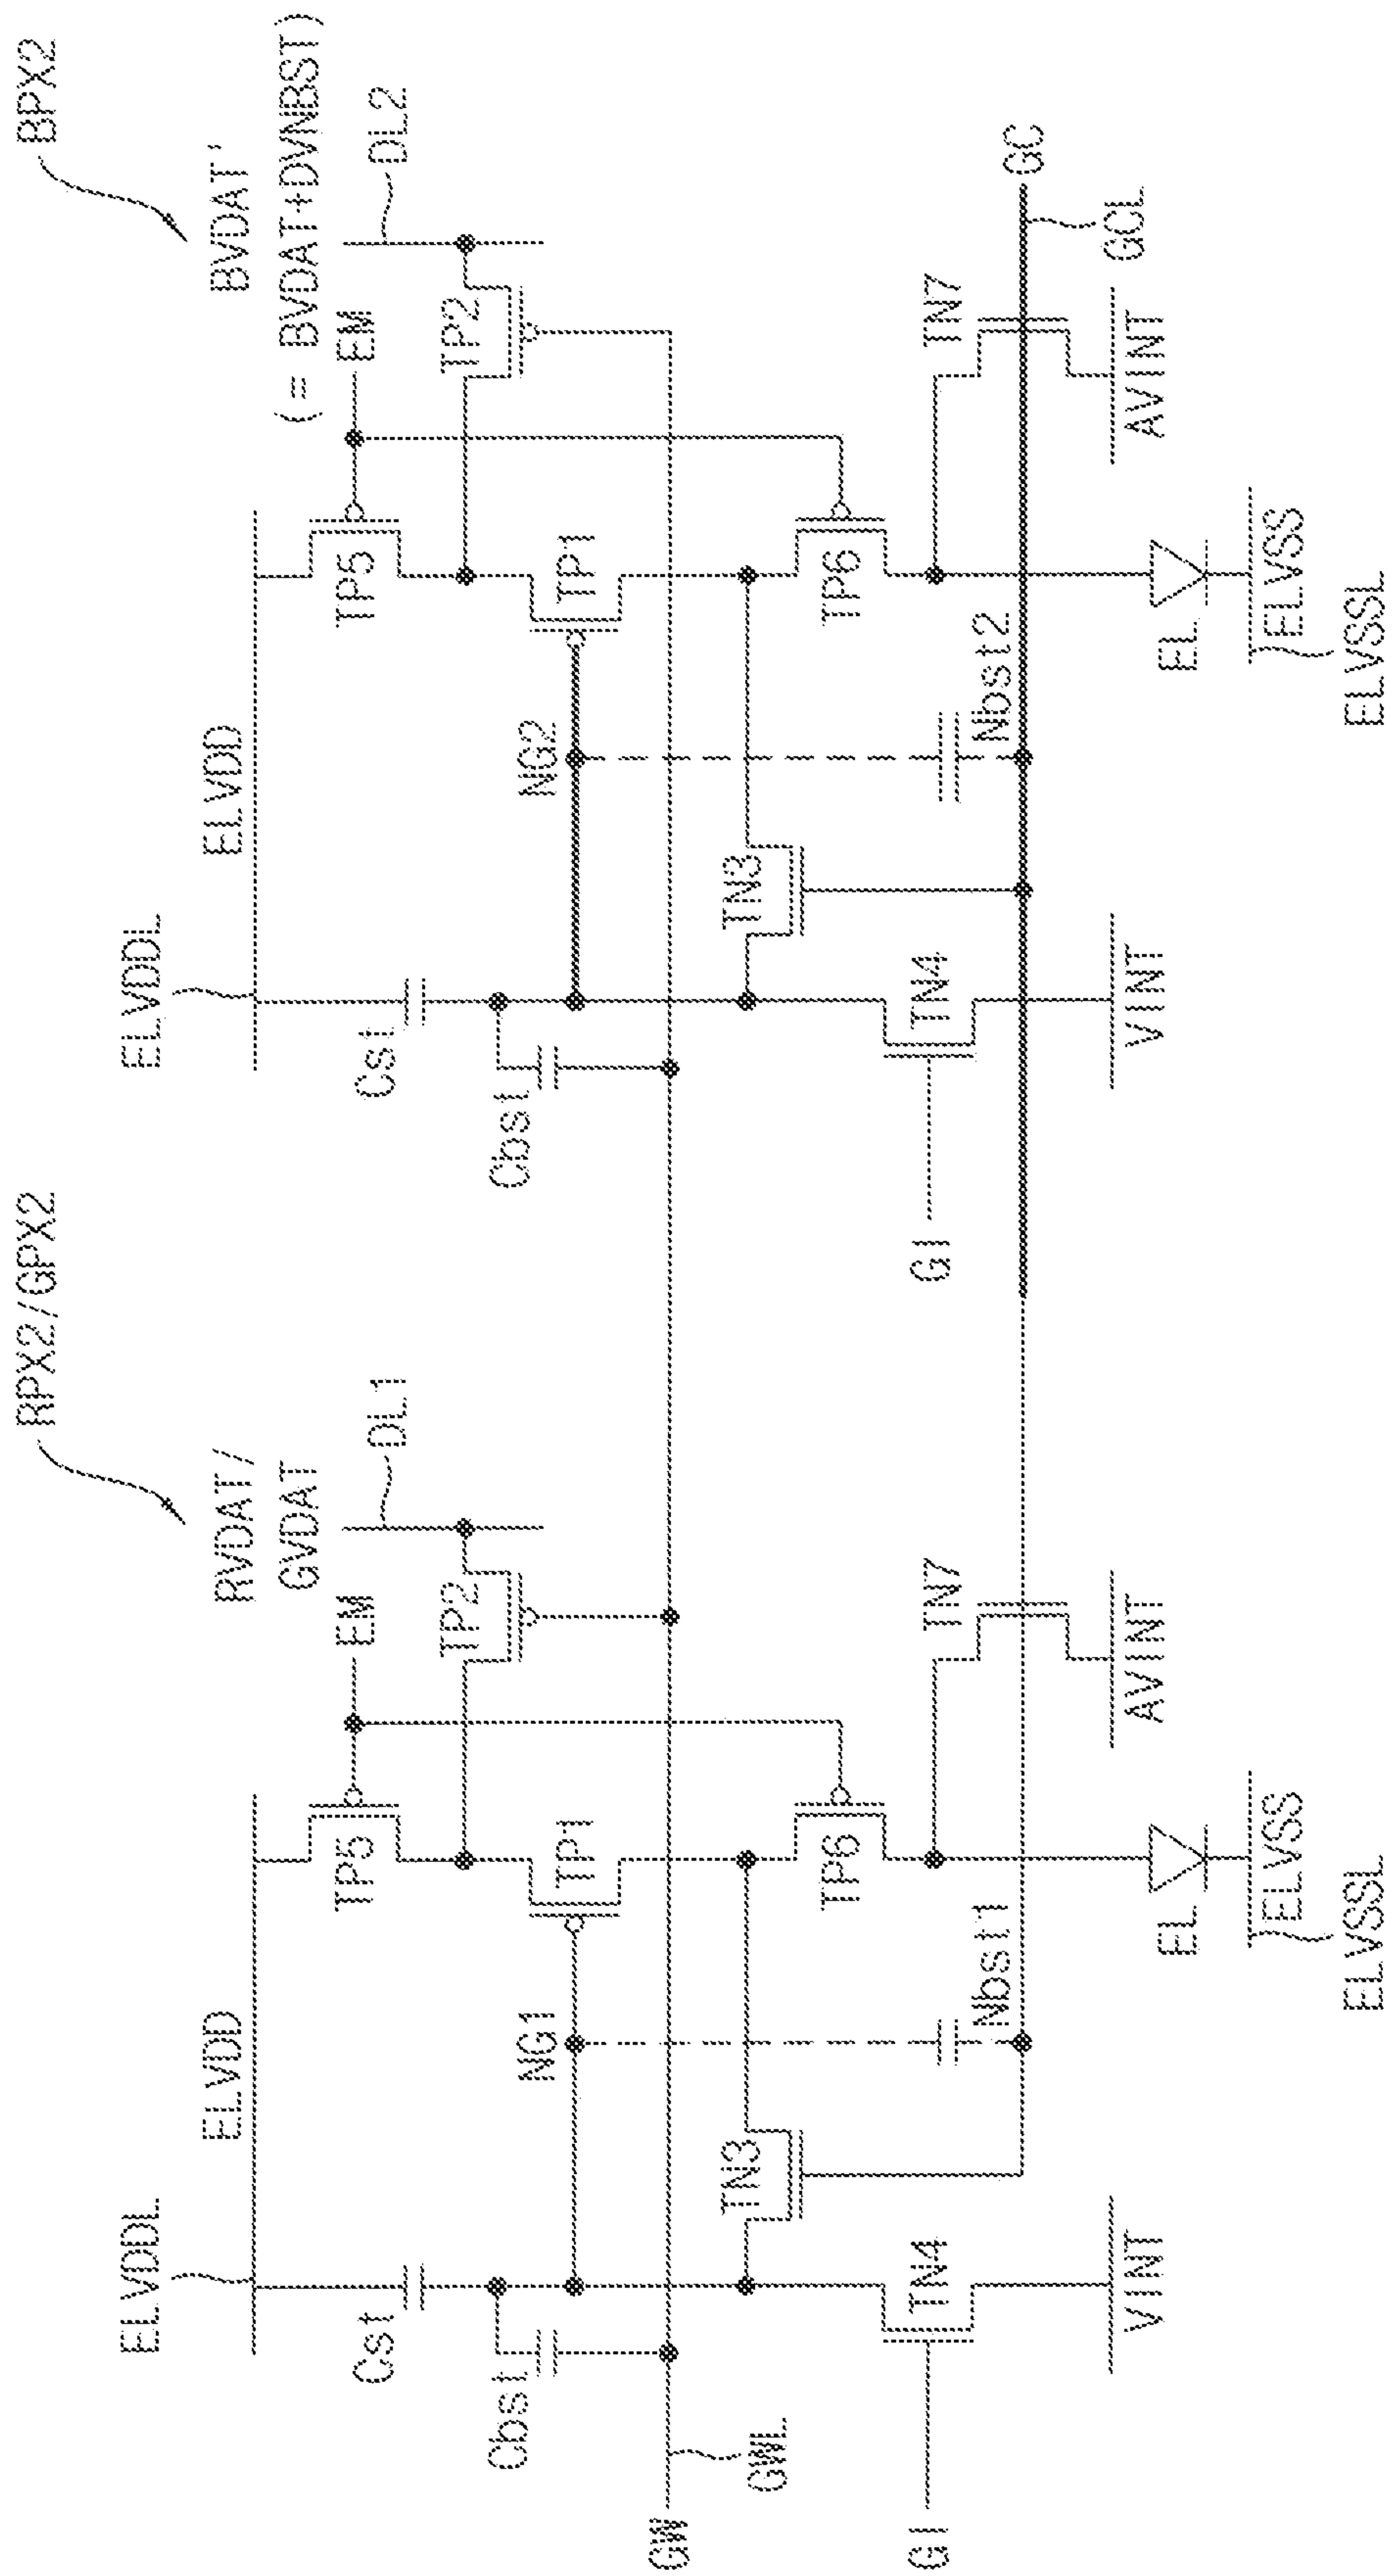 RPX2/GPX2
BPX2
RVDAT/
GVDAT
BVDAT'
(= BVDAT+DVNBST)
ELVDDL
ELVDD
EM
DL1
ELVDDL
ELVDD
EM
DL2
Cst
TP5
TP2
Cst
TP5
TP2
Cbst
NG1
TP1
Cbst
NG2
TP1
GW
GWL
TN3
TP6
TN7
TN3
TP6
TN7
GI
TN4
Nbst1
GI
TN4
Nbst2
GC
GCL
VINT
EL
AVINT
VINT
EL
AVINT
ELVSS
ELVSSL
ELVSS
ELVSSL